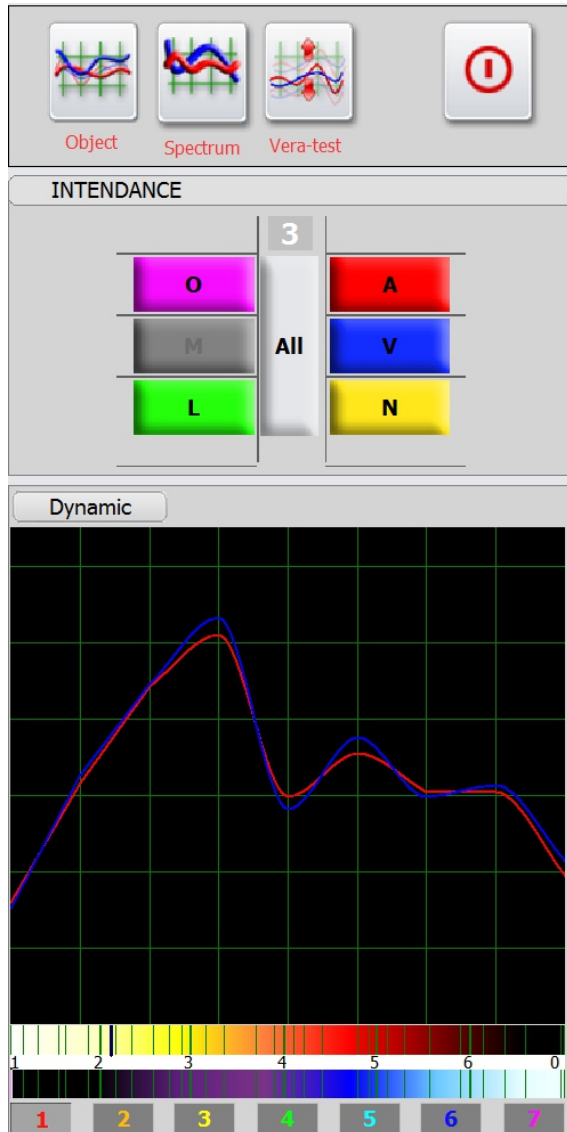 Object Spectrum Vera-test
INTENDANCE
3
O A
M All V
L N
Dynamic
1 2 3 4 5 6 0
1 2 3 4 5 6 7